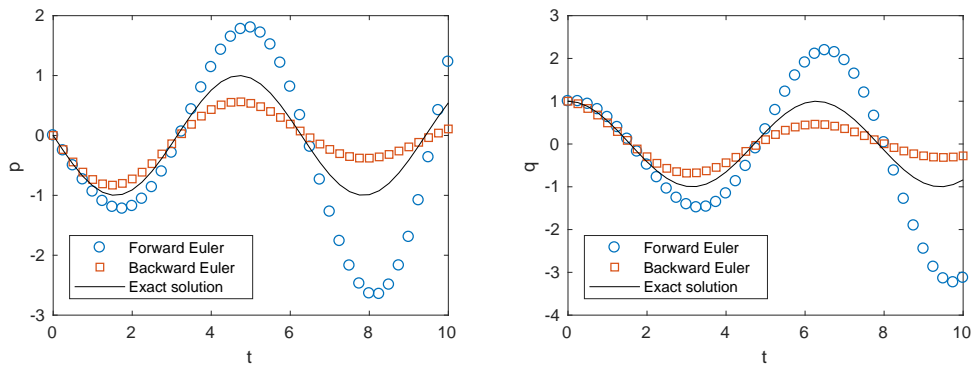 2
1
0
-1
-2
-3
p
Forward Euler
Backward Euler
Exact solution
0 2 4 6 8 10
t
4
3
2
1
0
-1
-2
-3
-4
q
Forward Euler
Backward Euler
Exact solution
0 2 4 6 8 10
t